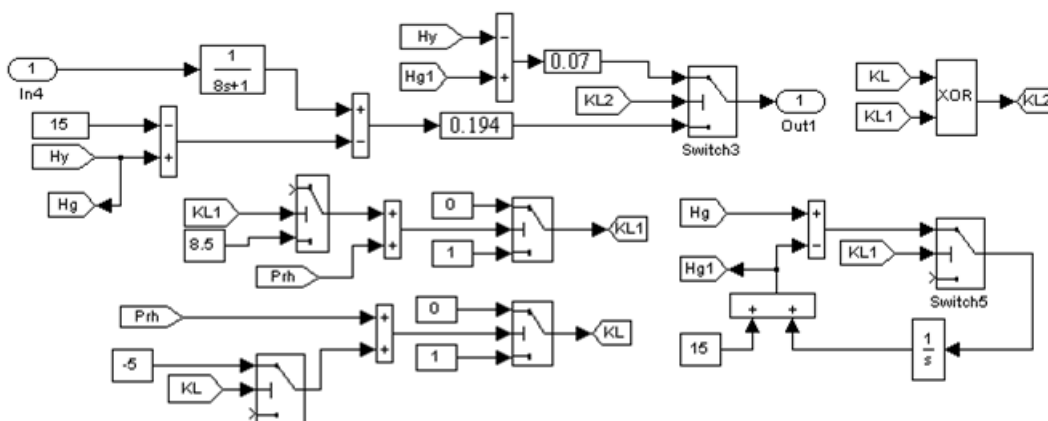 1
In4
1
8s+1
15
Hy
Hg
Hy
Hg1
-
+
0.07
KL2
+
-
-
+
0.194
Switch3
1
Out1
KL
KL1
XOR
KL2
KL1
8.5
Prh
+
+
0
1
KL1
Prh
-5
KL
+
+
0
1
KL
Hg
+
-
KL1
Hg1
Switch5
+ +
15
1
s